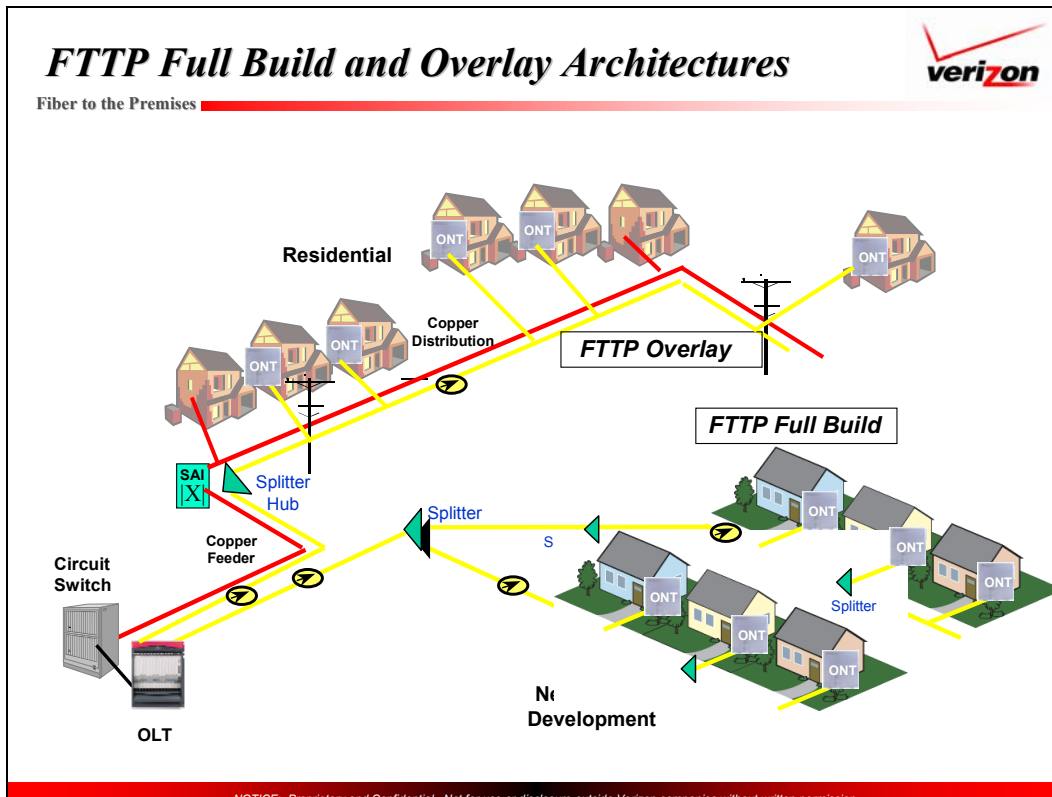 FTTP Full Build and Overlay Architectures
verizon
Fiber to the Premises
ONT
ONT
ONT
Residential
ONT
ONT
Copper
Distribution
FTTP Overlay
FTTP Full Build
SAI
|X|
Splitter
Hub
Splitter
S
Copper
Feeder
Circuit
Switch
OLT
ONT
ONT
ONT
Splitter
ONT
ONT
ONT
Development